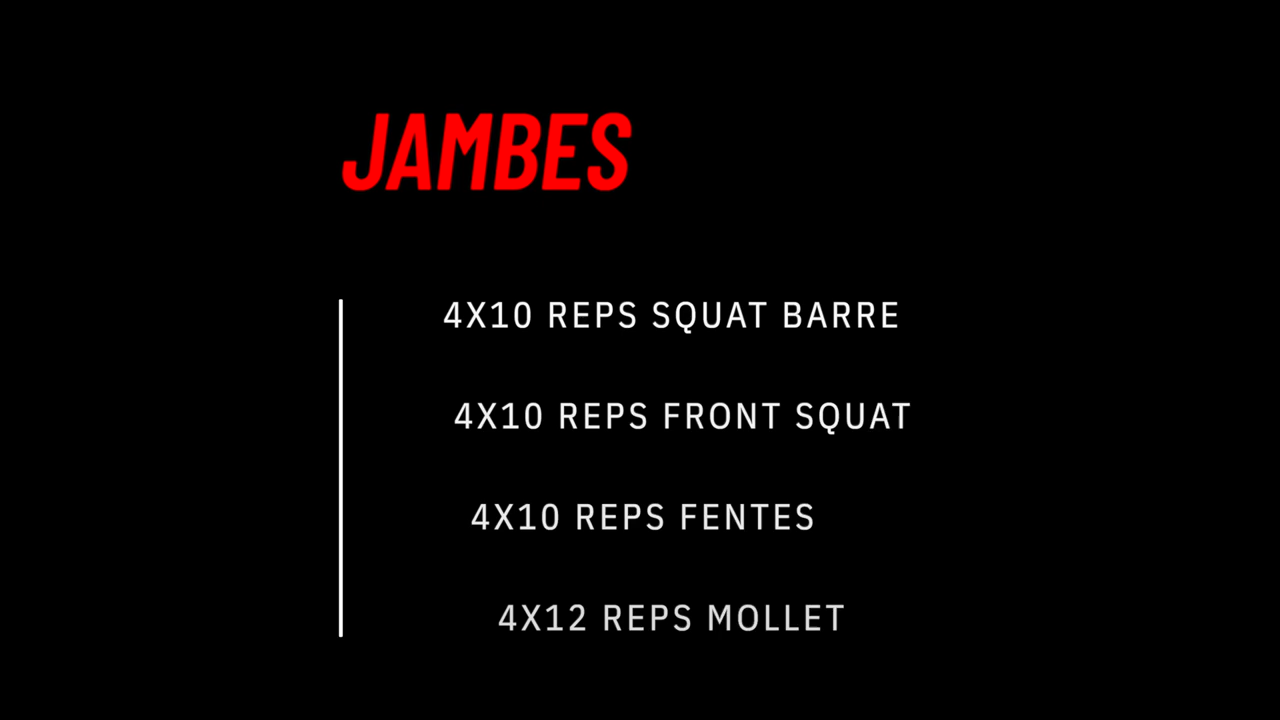 JAMBES
4X10 REPS SQUAT BARRE
4X10 REPS FRONT SQUAT
4X10 REPS FENTES
4X12 REPS MOLLET